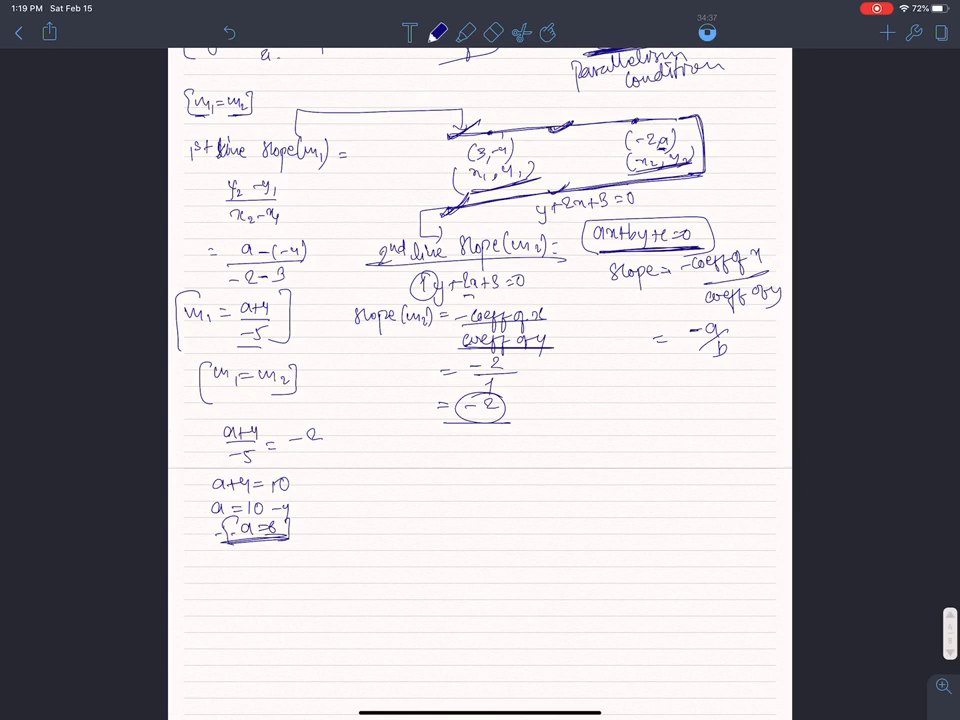 1:19 PM Sat Feb 15
34:37
72%
a.
Parallelism
condition
{m₁=m₂}
1st line slope(m₁) =
y₂-y₁
x₂-x₁
= a-(-4)
-2-3
m₁ = a+4
-5
{m₁=m₂}
a+4 = -2
-5
a+4=10
a=10-4
a=6
(3,-4)
(x₁,y₁)
(-2,a)
(x₂,y₂)
y+2x+3=0
2nd line slope(m₂)=
1y+2x+3=0
slope(m₂) = -coeff of x
coeff of y
= -2
1
= -2
ax+by+c=0
slope= -coeff of x
coeff of y
= -a
b